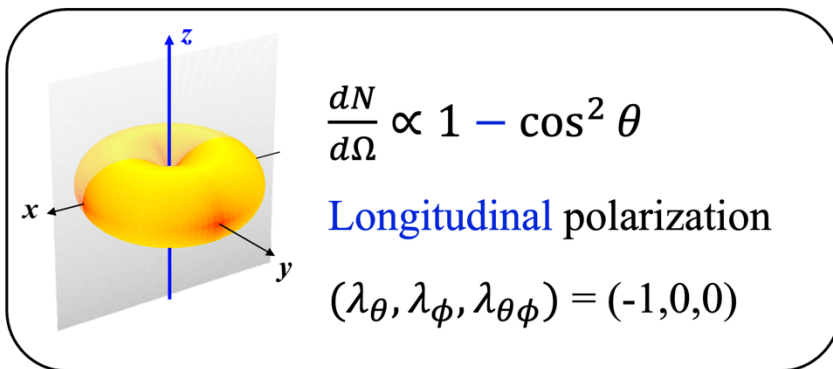 z
x
y
dN/dΩ ∝ 1 − cos² θ
Longitudinal polarization
(λ_θ, λ_ϕ, λ_θϕ) = (-1,0,0)